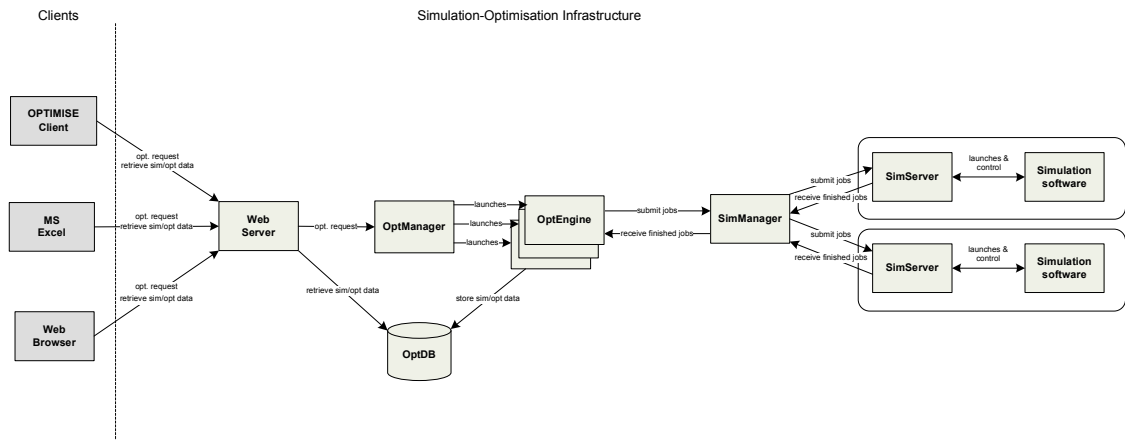 Clients
Simulation-Optimisation Infrastructure
OPTIMISE
Client
opt. request
retrieve sim/opt data
MS
Excel
opt. request
retrieve sim/opt data
Web
Browser
opt. request
retrieve sim/opt data
Web
Server
opt. request
retrieve sim/opt data
OptManager
launches
launches
launches
OptEngine
store sim/opt data
OptDB
submit jobs
receive finished jobs
SimManager
submit jobs
receive finished jobs
SimServer
launches &
control
Simulation
software
submit jobs
receive finished jobs
SimServer
launches &
control
Simulation
software